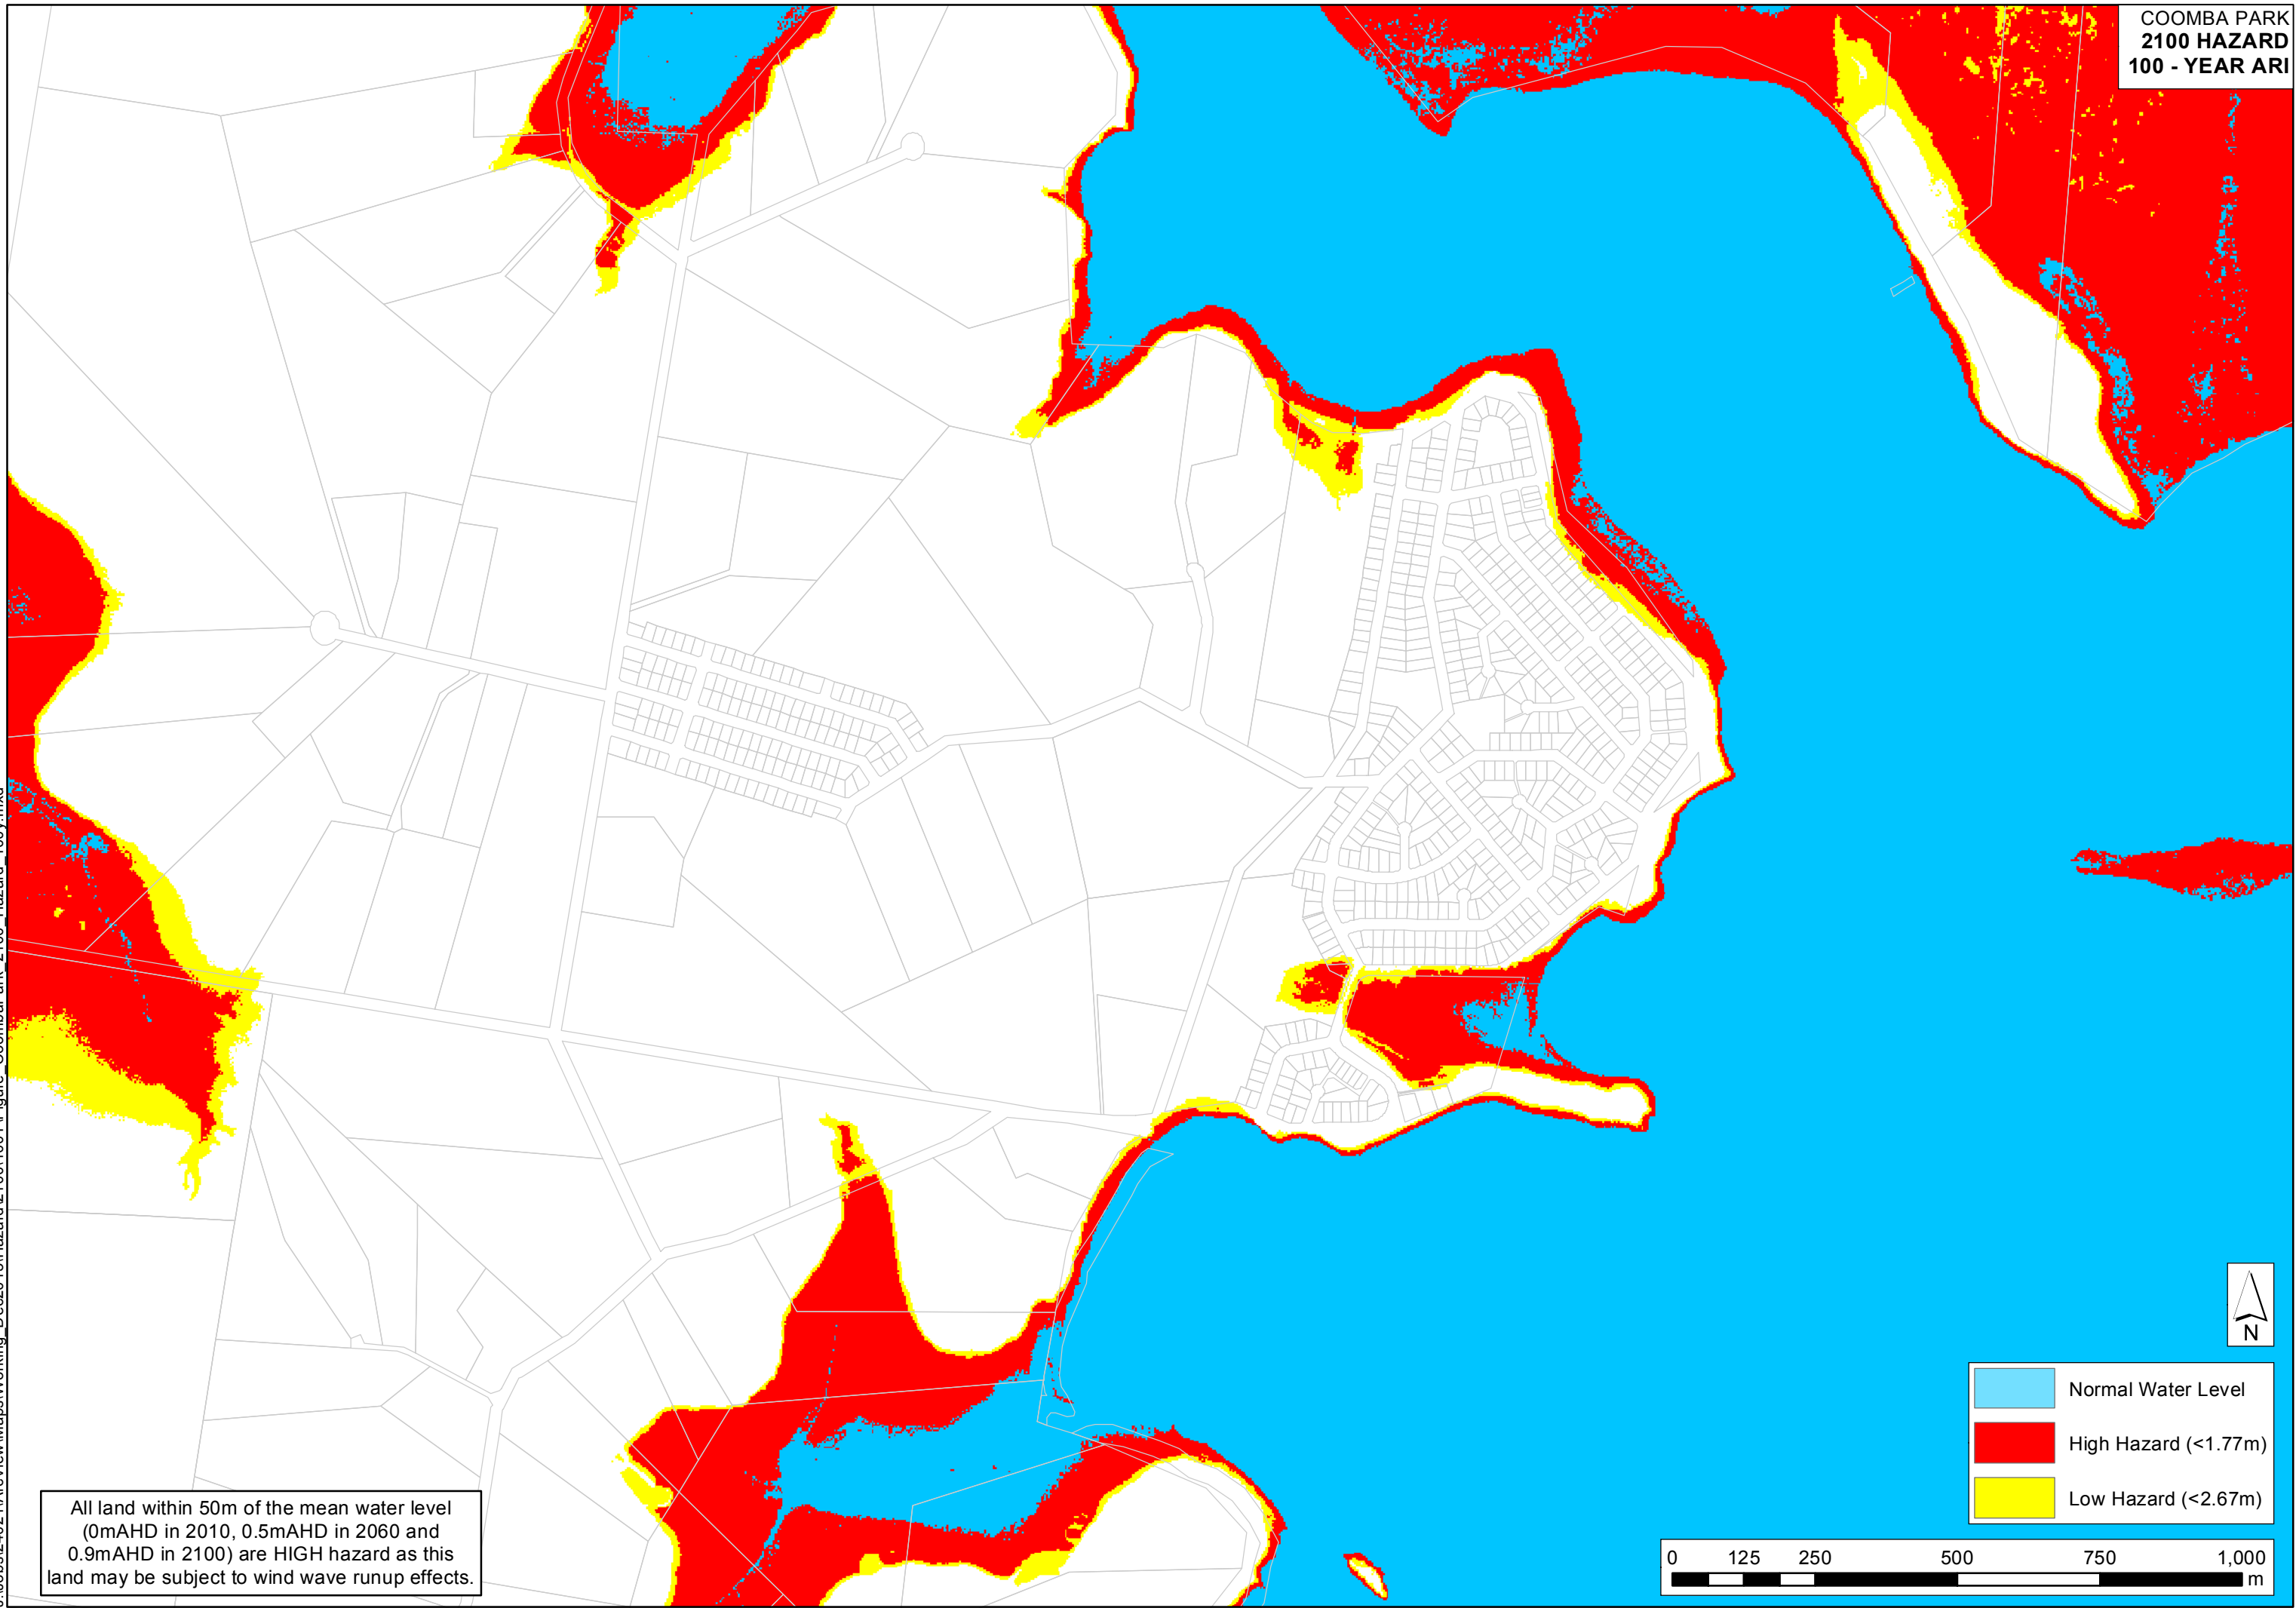 COOMBA PARK
2100 HAZARD
100 - YEAR ARI
N
Normal Water Level
High Hazard (<1.77m)
Low Hazard (<2.67m)
0 125 250 500 750 1,000
m
All land within 50m of the mean water level
(0mAHD in 2010, 0.5mAHD in 2060 and
0.9mAHD in 2100) are HIGH hazard as this
land may be subject to wind wave runup effects.